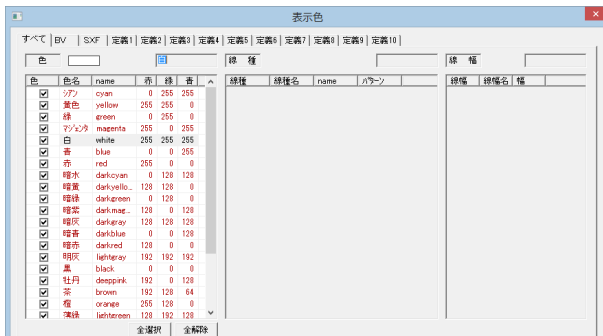 表示色
すべて BV SXF 定義1 定義2 定義3 定義4 定義5 定義6 定義7 定義8 定義9 定義10
色 白 線 種 線 幅
色 色名 name 赤 緑 青 線種 線種名 name パターン 線幅 線幅名 幅
シアン cyan 0 255 255
黄色 yellow 255 255 0
緑 green 0 255 0
マジェンタ magenta 255 0 255
白 white 255 255 255
青 blue 0 0 255
赤 red 255 0 0
暗水 darkcyan 0 128 128
暗黄 darkyello... 128 128 0
暗緑 darkgreen 0 128 0
暗紫 darkmag... 128 0 128
暗灰 darkgray 128 128 128
暗青 darkblue 0 0 128
暗赤 darkred 128 0 0
明灰 lightgray 192 192 192
黒 black 0 0 0
牡丹 deeppink 192 0 128
茶 brown 192 128 64
橙 orange 255 128 0
薄緑 lightgreen 128 192 128
全選択 全解除